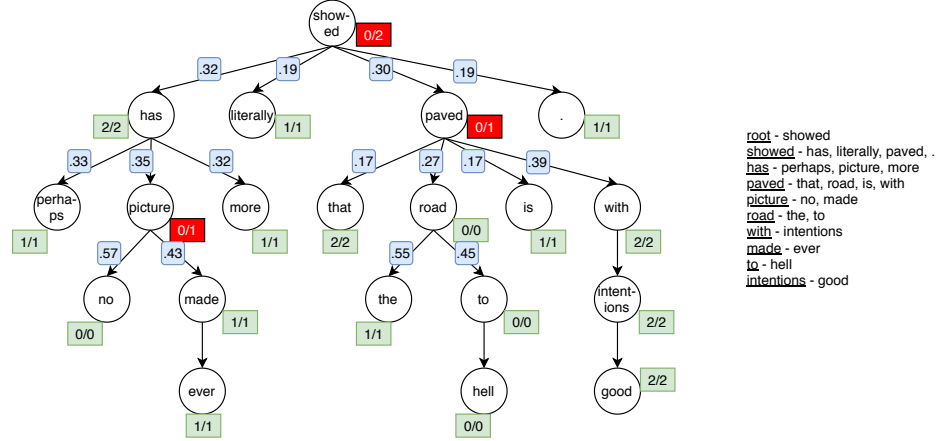 show-
ed
0/2
.32
.19
.30
.19
has
2/2
literally
1/1
paved
0/1
.
1/1
.33
.35
.32
.17
.27
.17
.39
perha-
ps
1/1
picture
0/1
more
1/1
that
2/2
road
0/0
is
1/1
with
2/2
.57
.43
.55
.45
no
0/0
made
1/1
the
1/1
to
0/0
intent-
ions
2/2
ever
1/1
hell
0/0
good
2/2
root - showed
showed - has, literally, paved, .
has - perhaps, picture, more
paved - that, road, is, with
picture - no, made
road - the, to
with - intentions
made - ever
to - hell
intentions - good